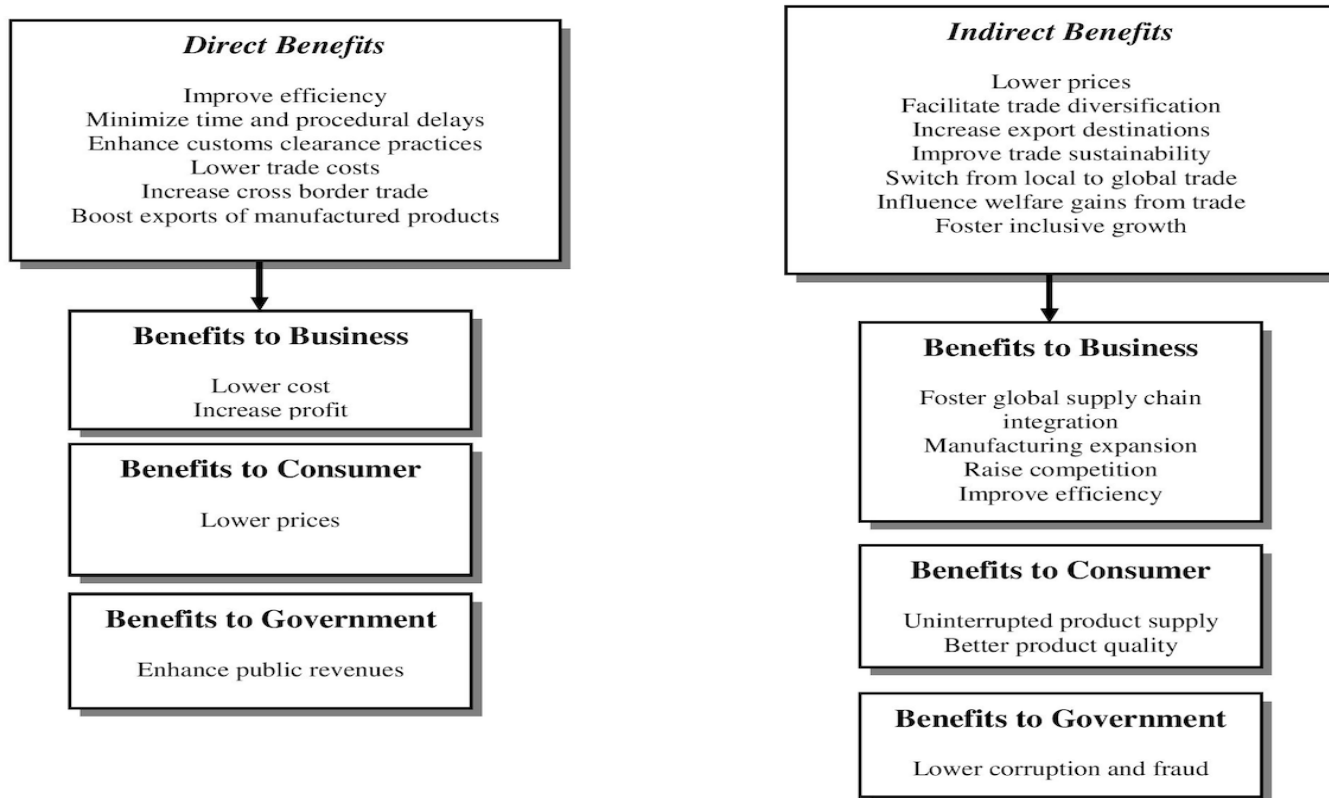 Direct Benefits
Improve efficiency
Minimize time and procedural delays
Enhance customs clearance practices
Lower trade costs
Increase cross border trade
Boost exports of manufactured products
Benefits to Business
Lower cost
Increase profit
Benefits to Consumer
Lower prices
Benefits to Government
Enhance public revenues
Indirect Benefits
Lower prices
Facilitate trade diversification
Increase export destinations
Improve trade sustainability
Switch from local to global trade
Influence welfare gains from trade
Foster inclusive growth
Benefits to Business
Foster global supply chain
integration
Manufacturing expansion
Raise competition
Improve efficiency
Benefits to Consumer
Uninterrupted product supply
Better product quality
Benefits to Government
Lower corruption and fraud